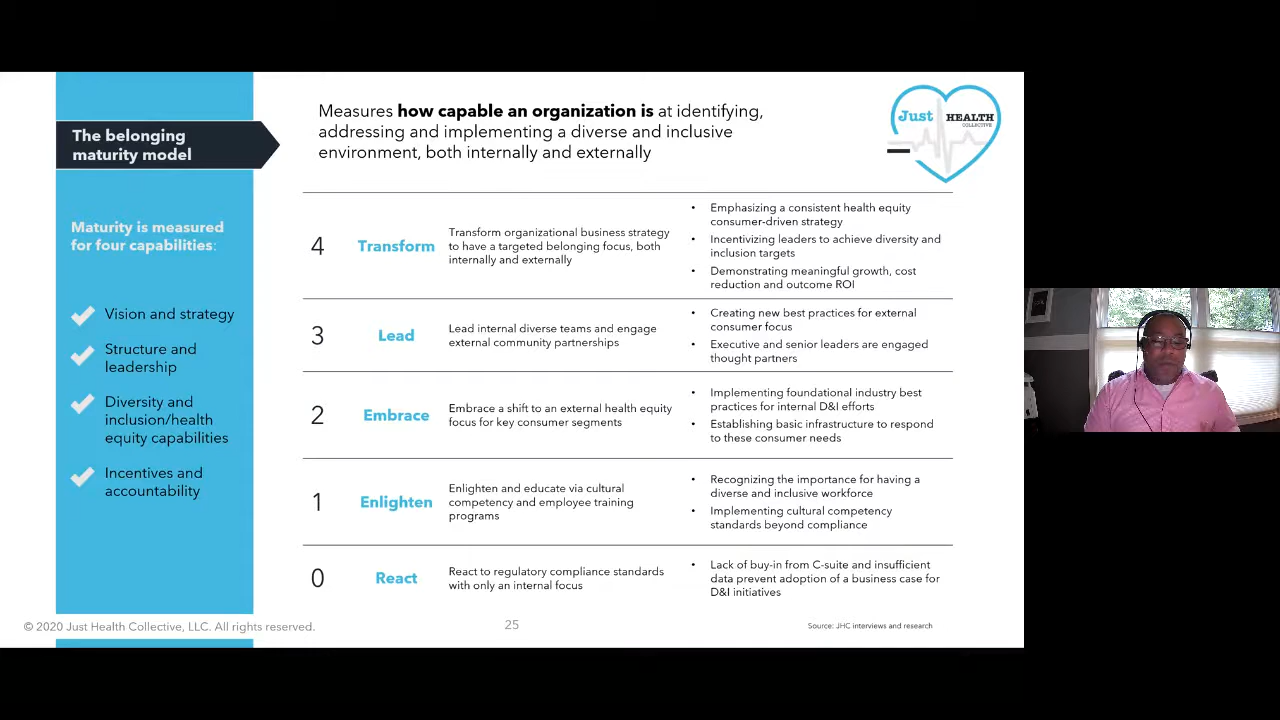 The belonging
maturity model
Maturity is measured
for four capabilities:
Vision and strategy
Structure and
leadership
Diversity and
inclusion/health
equity capabilities
Incentives and
accountability
Measures how capable an organization is at identifying,
addressing and implementing a diverse and inclusive
environment, both internally and externally
Just HEALTH
COLLECTIVE
4
Transform
Transform organizational business strategy
to have a targeted belonging focus, both
internally and externally
• Emphasizing a consistent health equity
consumer-driven strategy
• Incentivizing leaders to achieve diversity and
inclusion targets
• Demonstrating meaningful growth, cost
reduction and outcome ROI
3
Lead
Lead internal diverse teams and engage
external community partnerships
• Creating new best practices for external
consumer focus
• Executive and senior leaders are engaged
thought partners
2
Embrace
Embrace a shift to an external health equity
focus for key consumer segments
• Implementing foundational industry best
practices for internal D&I efforts
• Establishing basic infrastructure to respond
to these consumer needs
1
Enlighten
Enlighten and educate via cultural
competency and employee training
programs
• Recognizing the importance for having a
diverse and inclusive workforce
• Implementing cultural competency
standards beyond compliance
0
React
React to regulatory compliance standards
with only an internal focus
• Lack of buy-in from C-suite and insufficient
data prevent adoption of a business case for
D&I initiatives
© 2020 Just Health Collective, LLC. All rights reserved.
25
Source: JHC interviews and research